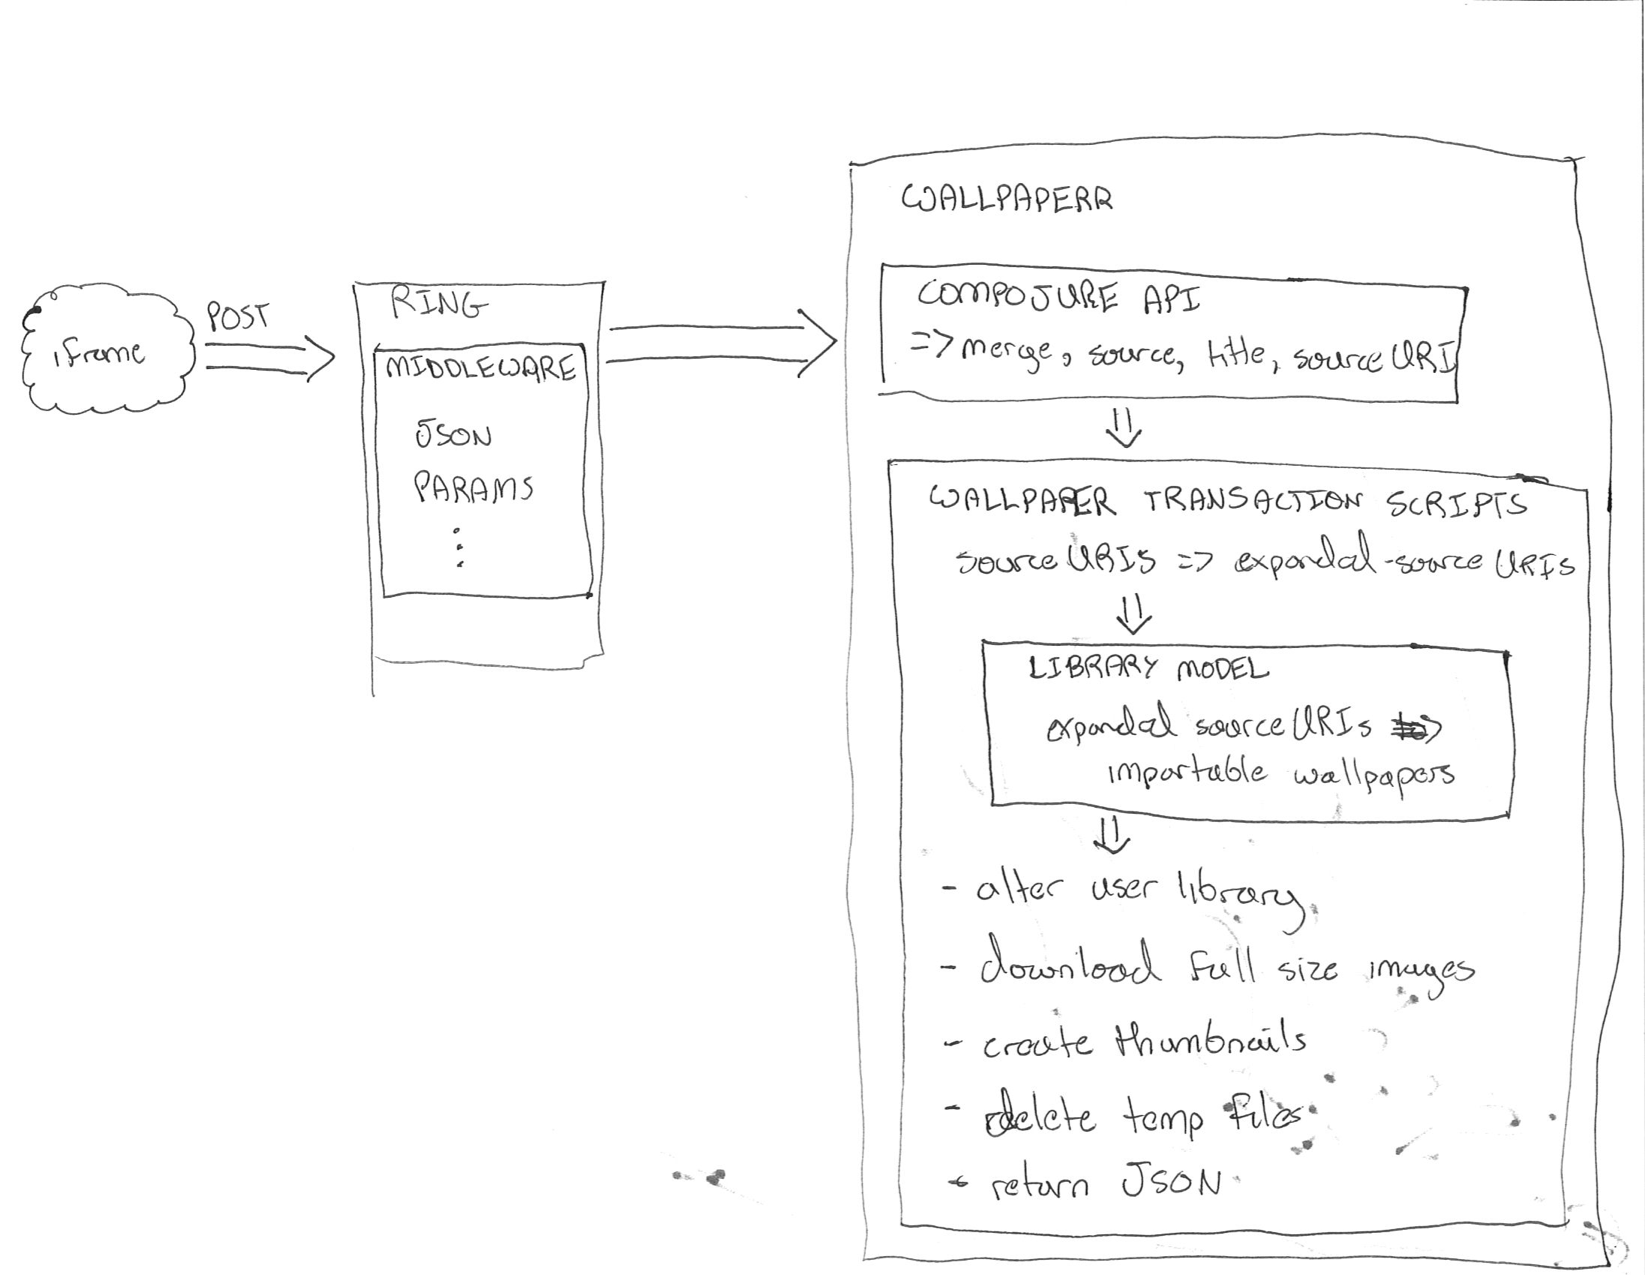 iframe
POST
RING
MIDDLEWARE
JSON
PARAMS
WALLPAPERR
COMPOJURE API
=> merge, source, title, sourceURI
WALLPAPER TRANSACTION SCRIPTS
sourceURIs => expanded-sourceURIs
LIBRARY MODEL
expanded sourceURIs =>
importable wallpapers
- alter user library
- download full size images
- create thumbnails
- delete temp files
- return JSON